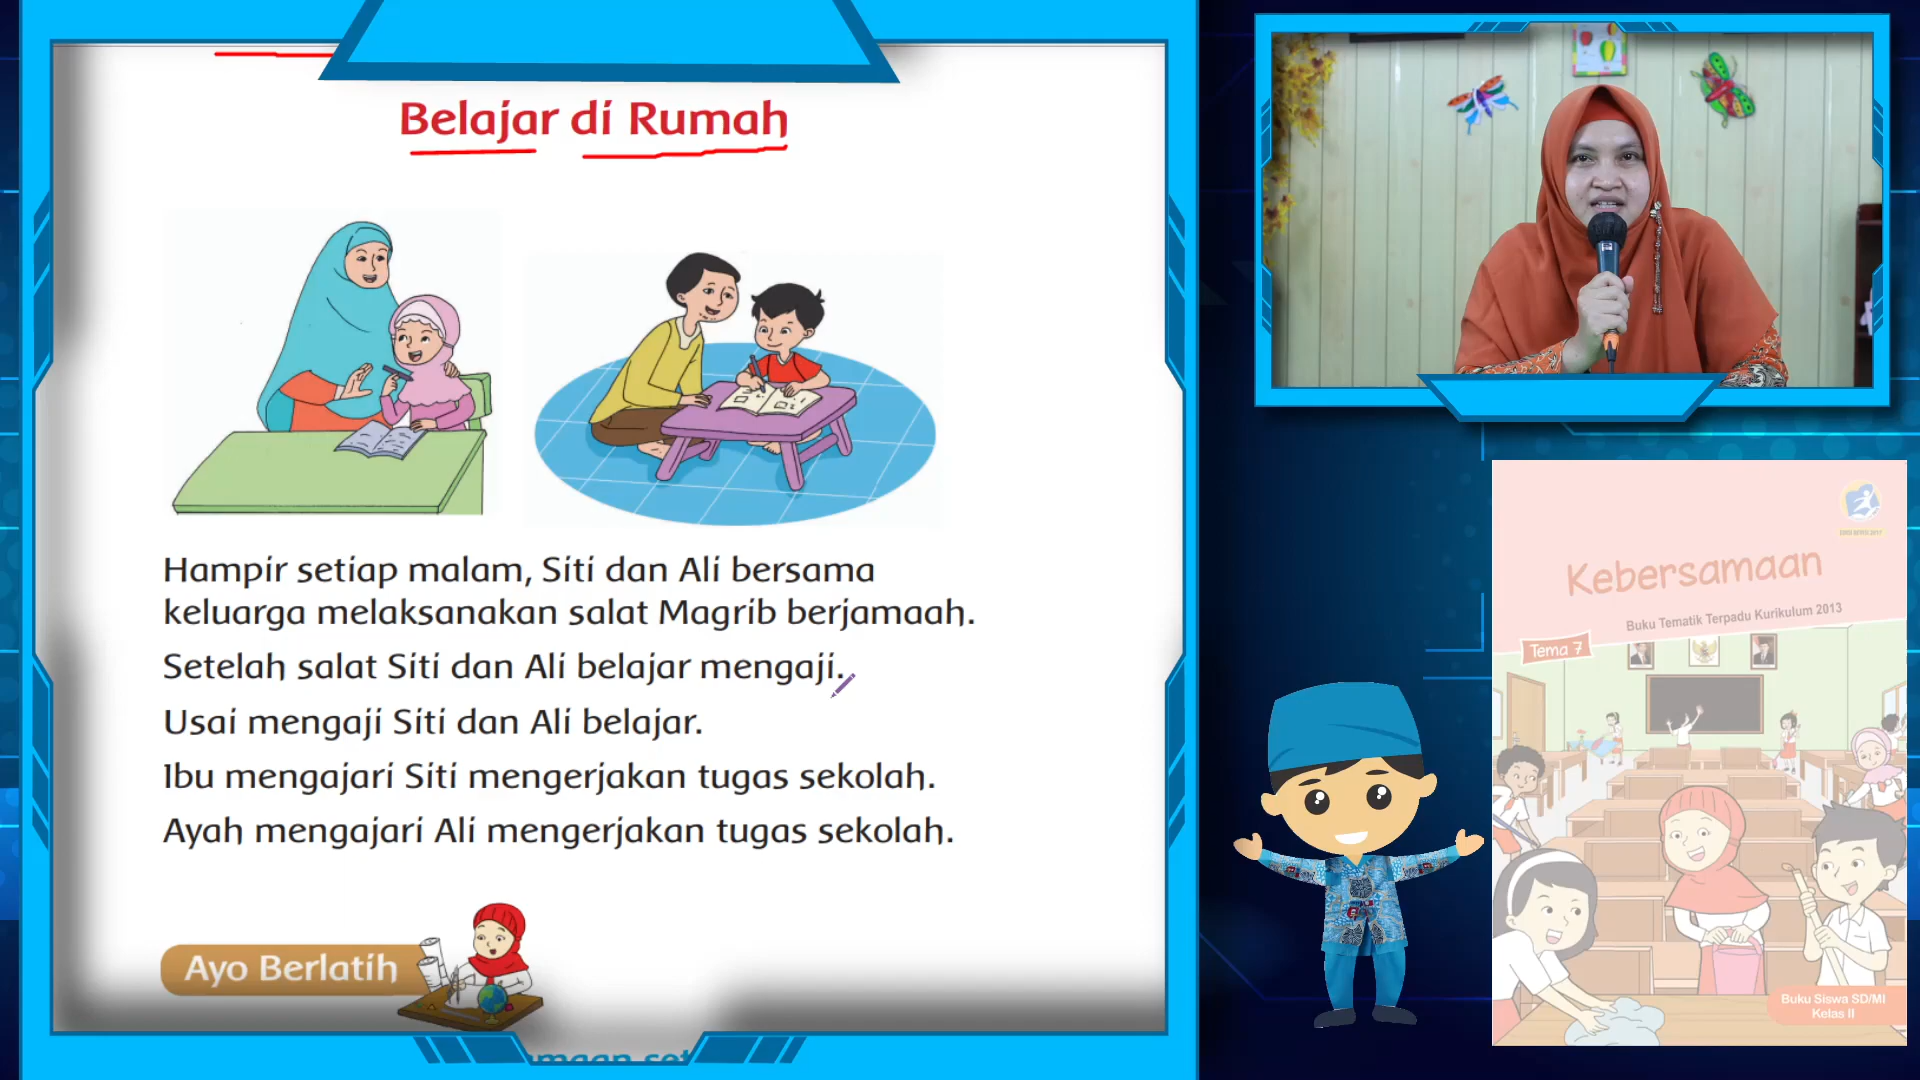 Belajar di Rumah
Hampir setiap malam, Siti dan Ali bersama
keluarga melaksanakan salat Magrib berjamaah.
Setelah salat Siti dan Ali belajar mengaji.
Usai mengaji Siti dan Ali belajar.
Ibu mengajari Siti mengerjakan tugas sekolah.
Ayah mengajari Ali mengerjakan tugas sekolah.
Ayo Berlatih
Kebersamaan
Buku Tematik Terpadu Kurikulum 2013
Tema 7
Buku Siswa SD/MI
Kelas II